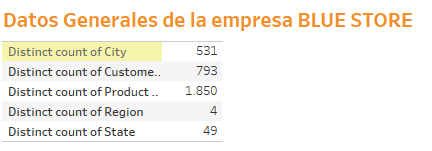 Datos Generales de la empresa BLUE STORE
Distinct count of City 531
Distinct count of Custome.. 793
Distinct count of Product .. 1.850
Distinct count of Region 4
Distinct count of State 49